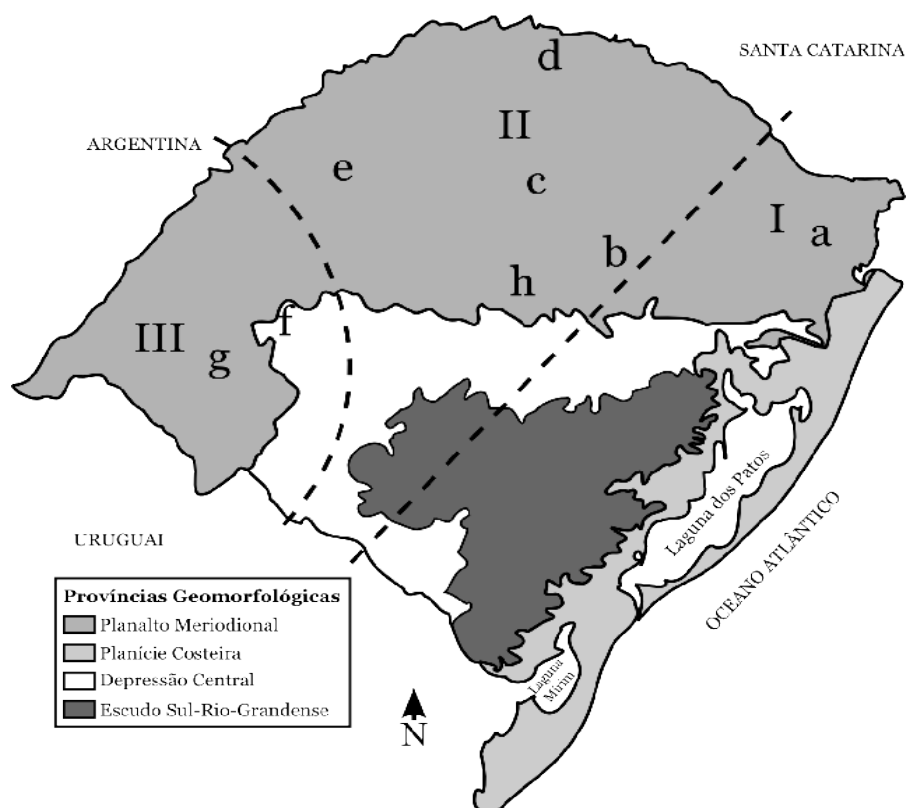 SANTA CATARINA
d
II
ARGENTINA
e
c
I
a
b
h
f
III
g
Laguna dos Patos
OCEANO ATLÂNTICO
URUGUAI
Províncias Geomorfológicas
Planalto Meriodional
Planície Costeira
Depressão Central
Escudo Sul-Rio-Grandense
Laguna
Mirim
N